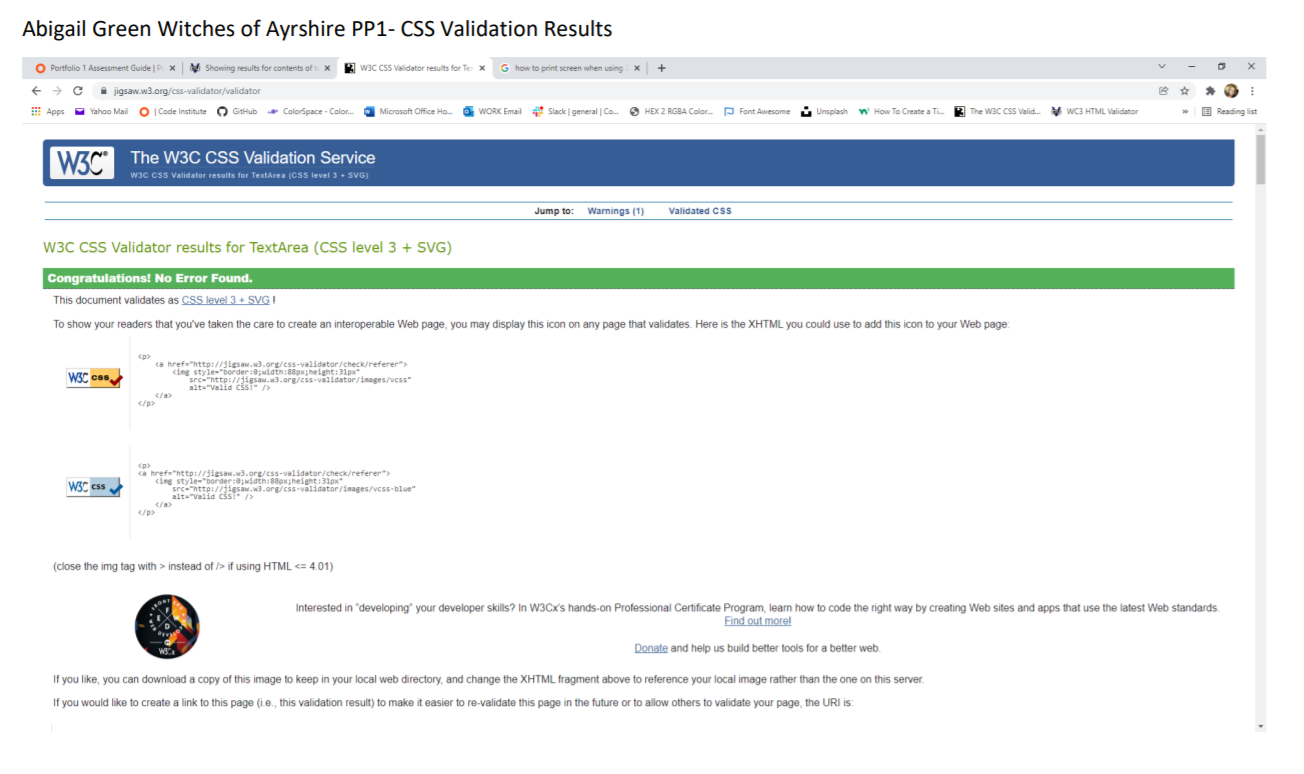 Abigail Green Witches of Ayrshire PP1- CSS Validation Results
Portfolio 1 Assessment Guide | P
Showing results for contents of t
W3C CSS Validator results for Te
how to print screen when using
jigsaw.w3.org/css-validator/validator
Apps
Yahoo Mail
| Code Institute
GitHub
ColorSpace - Color...
Microsoft Office Ho...
WORK Email
Slack | general | Co...
HEX 2 RGBA Color...
Font Awesome
Unsplash
How To Create a Ti...
The W3C CSS Valid...
WC3 HTML Validator
»
Reading list
W3C®
The W3C CSS Validation Service
W3C CSS Validator results for TextArea (CSS level 3 + SVG)
Jump to: Warnings (1) Validated CSS
W3C CSS Validator results for TextArea (CSS level 3 + SVG)
Congratulations! No Error Found.
This document validates as CSS level 3 + SVG !
To show your readers that you've taken the care to create an interoperable Web page, you may display this icon on any page that validates. Here is the XHTML you could use to add this icon to your Web page:
W3C css
<p>
<a href="http://jigsaw.w3.org/css-validator/check/referer">
<img style="border:0;width:88px;height:31px"
src="http://jigsaw.w3.org/css-validator/images/vcss"
alt="Valid CSS!" />
</a>
</p>
W3C css
<p>
<a href="http://jigsaw.w3.org/css-validator/check/referer">
<img style="border:0;width:88px;height:31px"
src="http://jigsaw.w3.org/css-validator/images/vcss-blue"
alt="Valid CSS!" />
</a>
</p>
(close the img tag with > instead of /> if using HTML <= 4.01)
FRONT
F
E D
W3Cx
Interested in "developing" your developer skills? In W3Cx's hands-on Professional Certificate Program, learn how to code the right way by creating Web sites and apps that use the latest Web standards.
Find out more!
Donate and help us build better tools for a better web.
If you like, you can download a copy of this image to keep in your local web directory, and change the XHTML fragment above to reference your local image rather than the one on this server.
If you would like to create a link to this page (i.e., this validation result) to make it easier to re-validate this page in the future or to allow others to validate your page, the URI is: